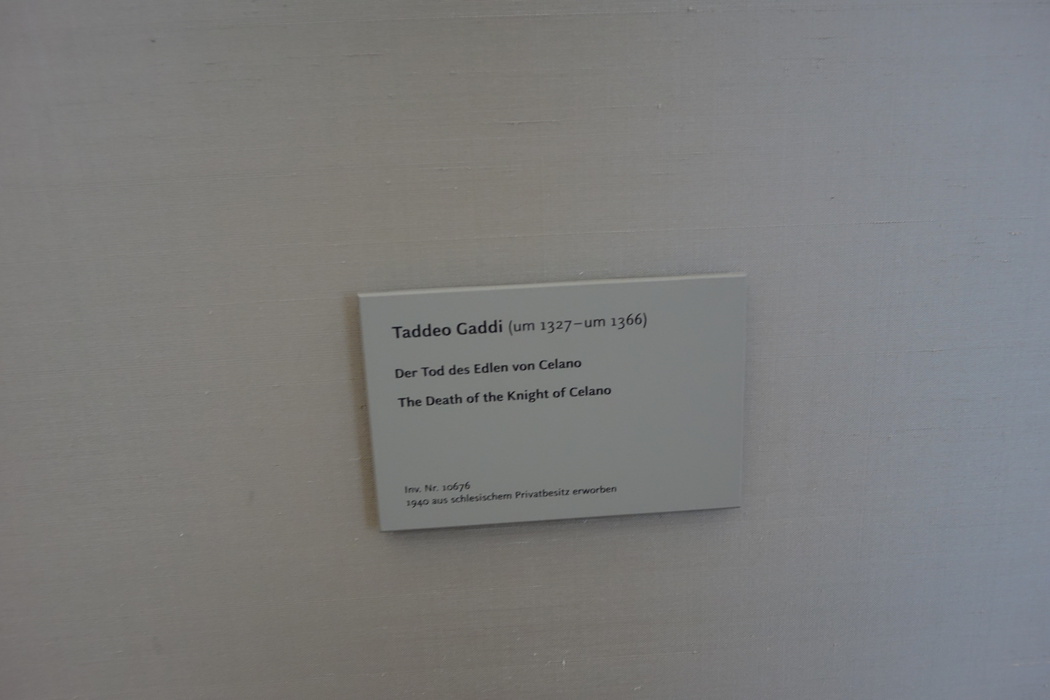 Taddeo Gaddi (um 1327–um 1366)
Der Tod des Edlen von Celano
The Death of the Knight of Celano
Inv. Nr. 10676
1940 aus schlesischem Privatbesitz erworben